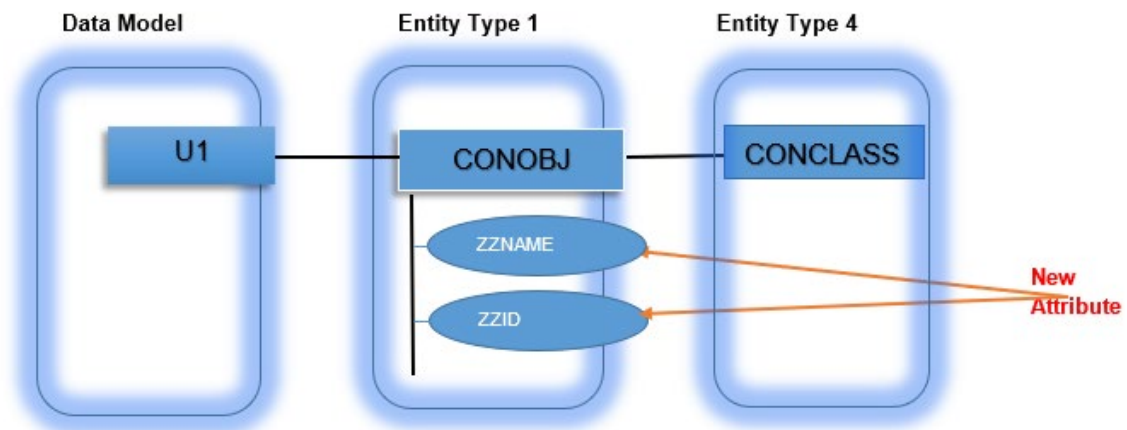 Data Model
Entity Type 1
Entity Type 4
U1
CONOBJ
CONCLASS
ZZNAME
ZZID
New
Attribute